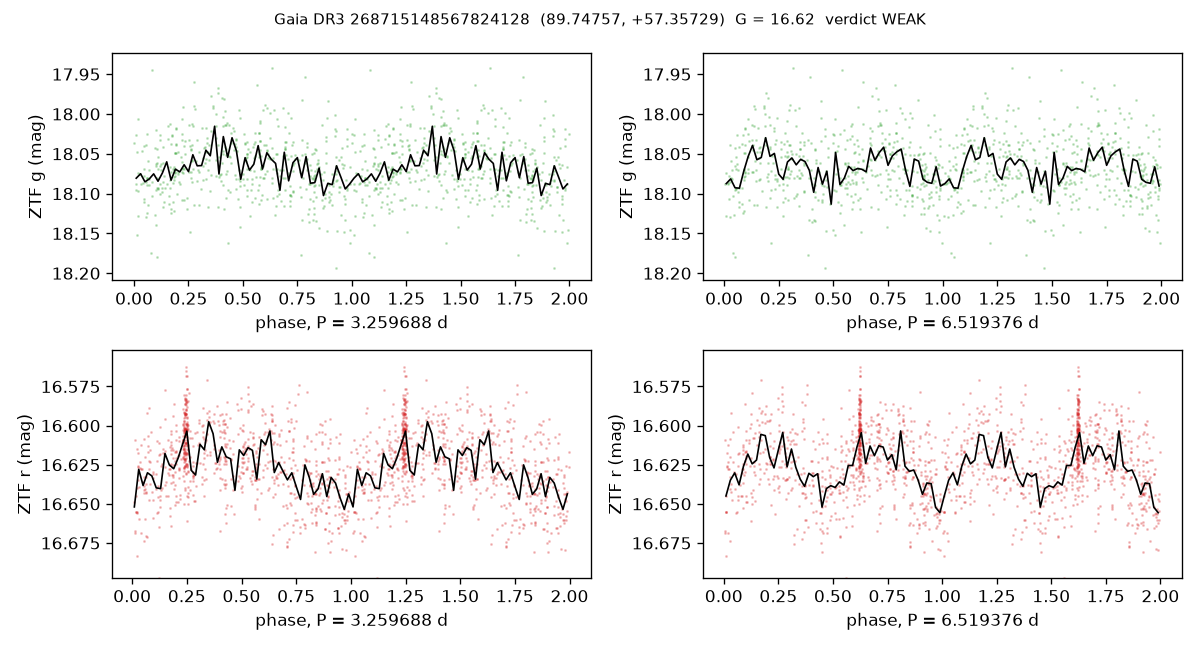 Gaia DR3 268715148567824128 (89.74757, +57.35729) G = 16.62 verdict WEAK
ZTF g (mag)
17.95
18.00
18.05
18.10
18.15
18.20
0.00 0.25 0.50 0.75 1.00 1.25 1.50 1.75 2.00
phase, P = 3.259688 d
ZTF g (mag)
17.95
18.00
18.05
18.10
18.15
18.20
0.00 0.25 0.50 0.75 1.00 1.25 1.50 1.75 2.00
phase, P = 6.519376 d
ZTF r (mag)
16.575
16.600
16.625
16.650
16.675
0.00 0.25 0.50 0.75 1.00 1.25 1.50 1.75 2.00
phase, P = 3.259688 d
ZTF r (mag)
16.575
16.600
16.625
16.650
16.675
0.00 0.25 0.50 0.75 1.00 1.25 1.50 1.75 2.00
phase, P = 6.519376 d